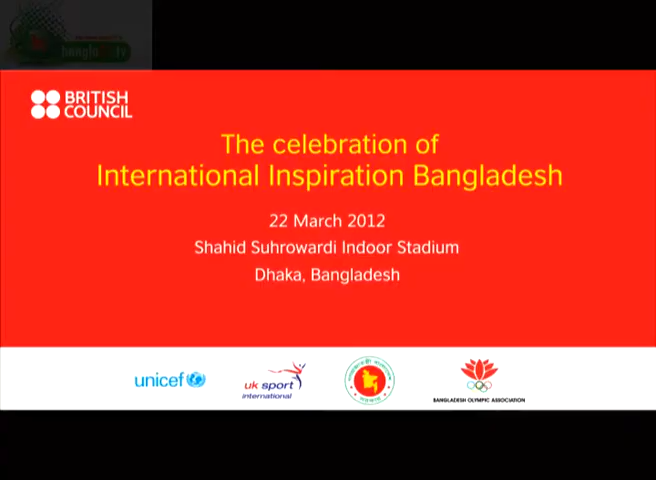 BRITISH
COUNCIL
The celebration of
International Inspiration Bangladesh
22 March 2012
Shahid Suhrowardi Indoor Stadium
Dhaka, Bangladesh
unicef
uk sport
international
BANGLADESH OLYMPIC ASSOCIATION